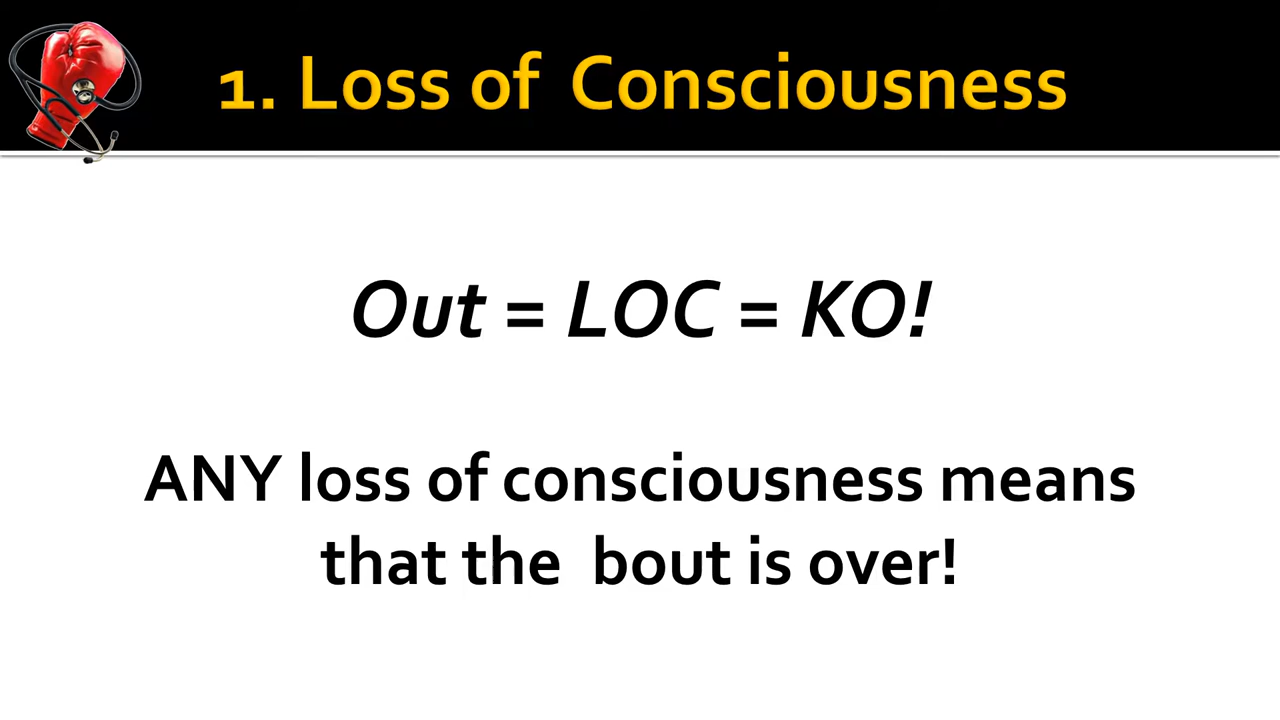 1. Loss of Consciousness
Out = LOC = KO!
ANY loss of consciousness means
that the bout is over!